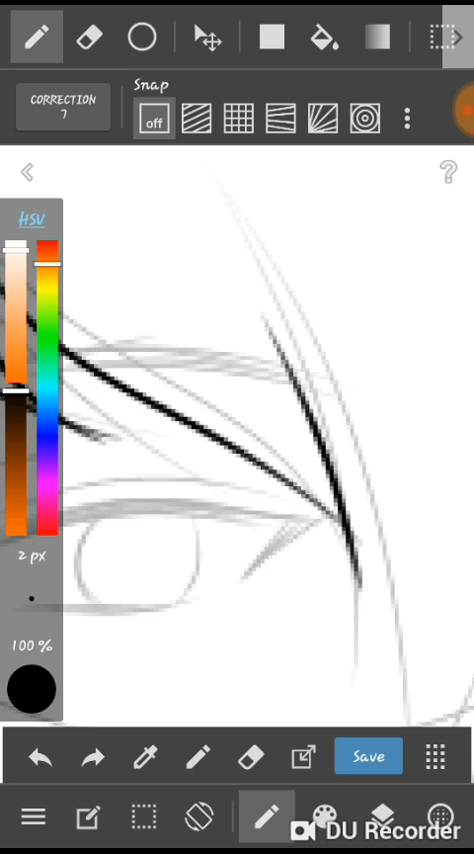 Snap
CORRECTION
7
off
HSV
2 px
100 %
Save
DU Recorder